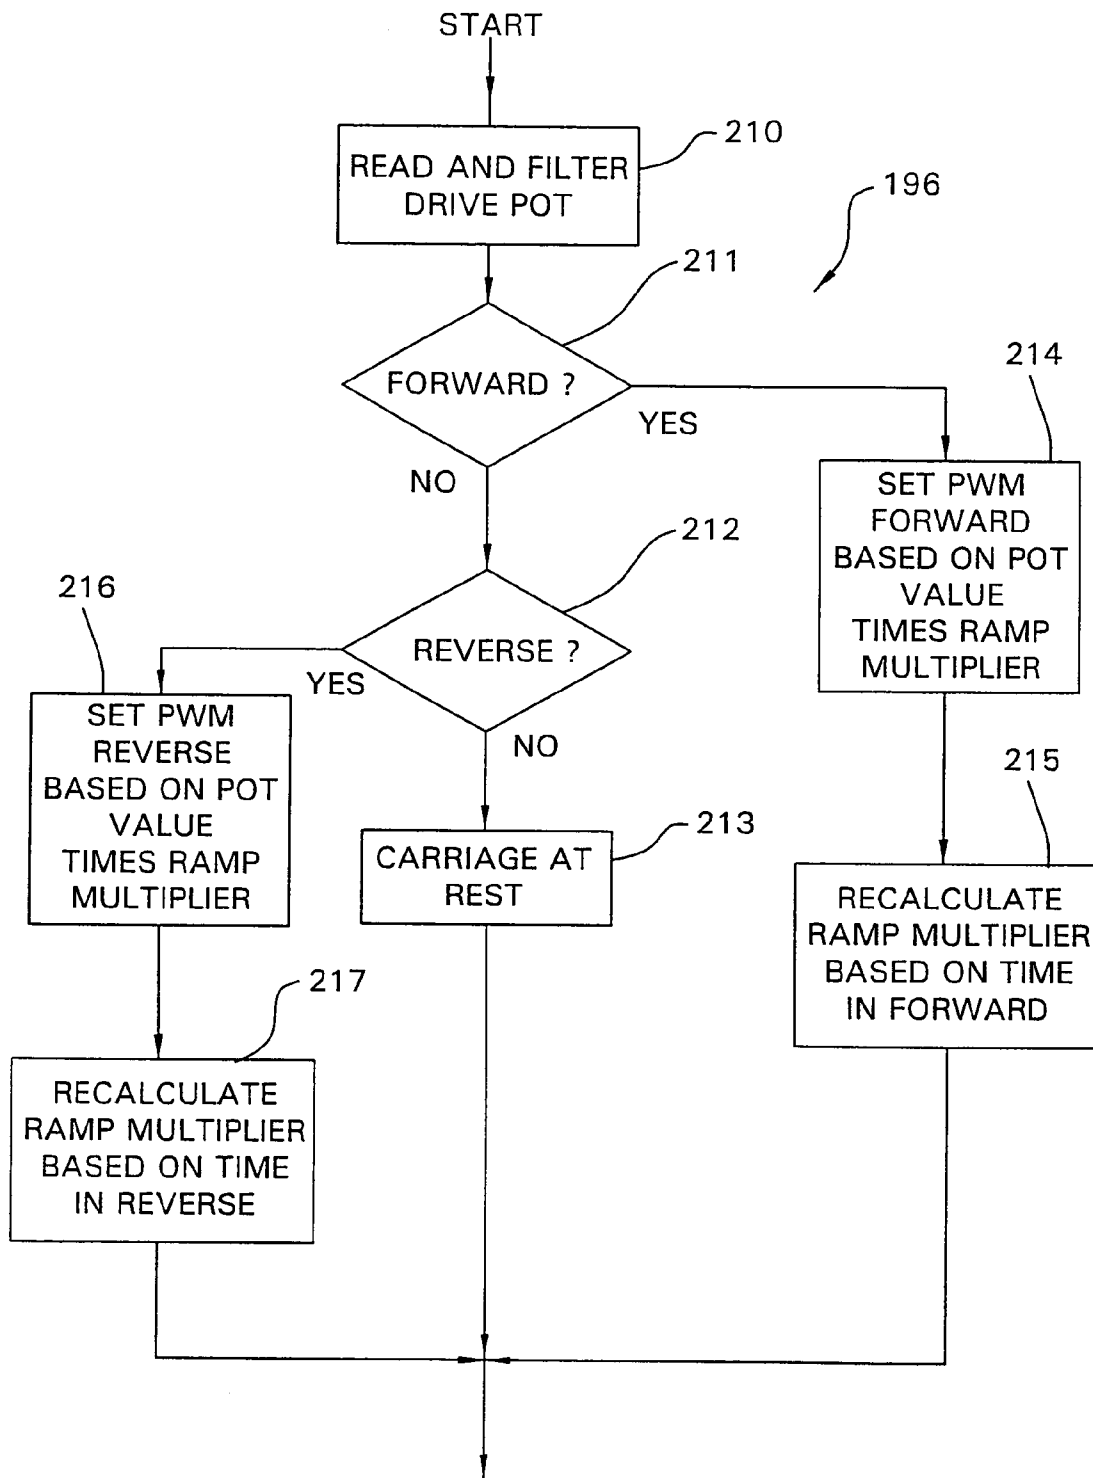 START
210
READ AND FILTER
DRIVE POT
196
211
FORWARD ?
YES
NO
214
SET PWM
FORWARD
BASED ON POT
VALUE
TIMES RAMP
MULTIPLIER
212
REVERSE ?
YES
NO
216
SET PWM
REVERSE
BASED ON POT
VALUE
TIMES RAMP
MULTIPLIER
213
CARRIAGE AT
REST
215
RECALCULATE
RAMP MULTIPLIER
BASED ON TIME
IN FORWARD
217
RECALCULATE
RAMP MULTIPLIER
BASED ON TIME
IN REVERSE